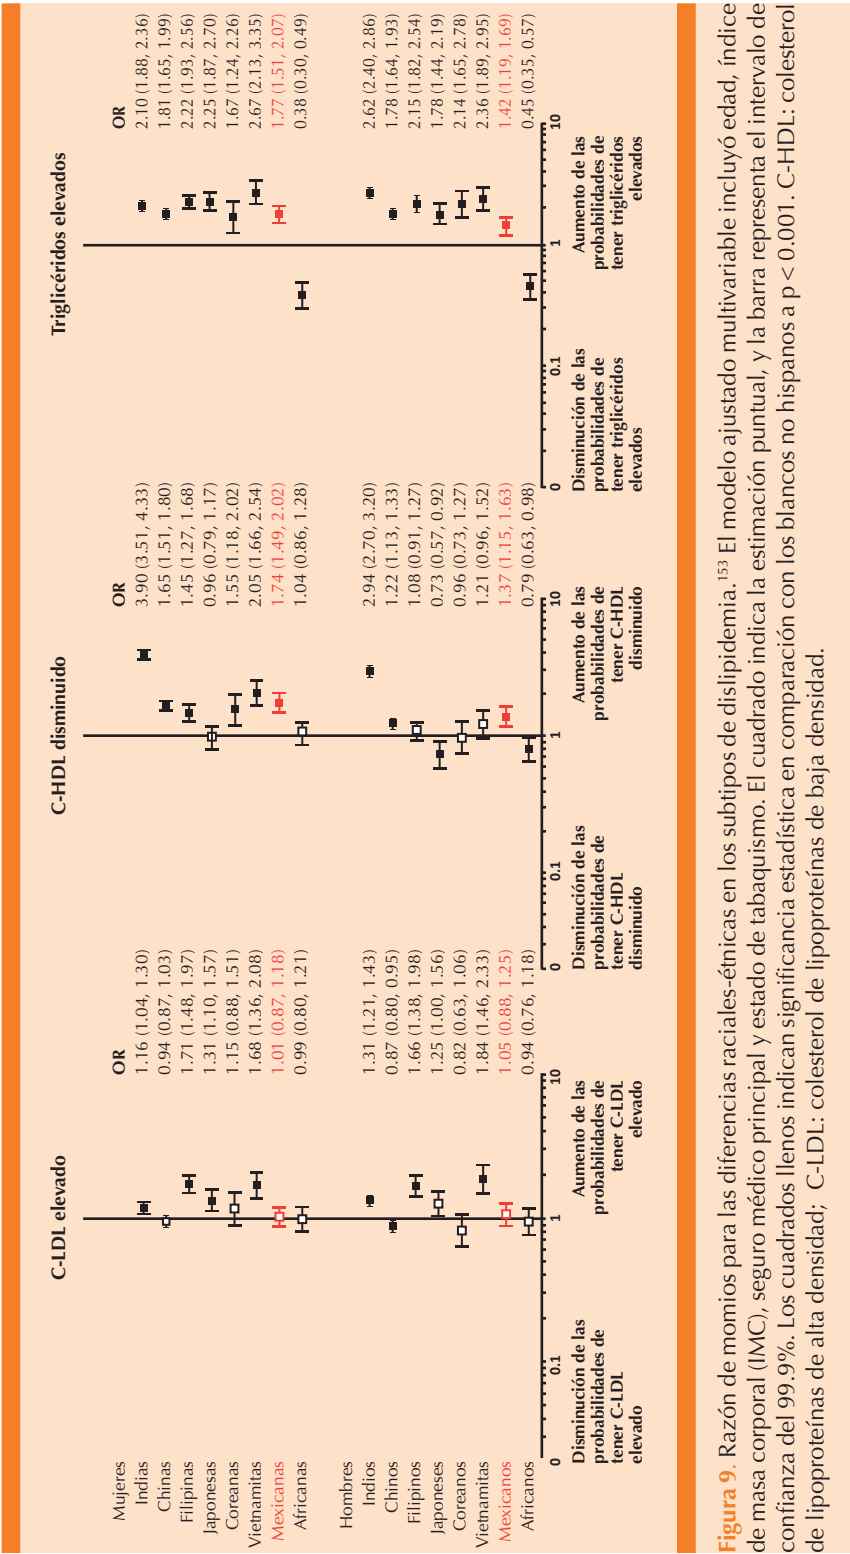 C-LDL elevado
C-HDL disminuido
Triglicéridos elevados
Mujeres OR OR OR
Indias 1.16 (1.04, 1.30) 3.90 (3.51, 4.33) 2.10 (1.88, 2.36)
Chinas 0.94 (0.87, 1.03) 1.65 (1.51, 1.80) 1.81 (1.65, 1.99)
Filipinas 1.71 (1.48, 1.97) 1.45 (1.27, 1.68) 2.22 (1.93, 2.56)
Japonesas 1.31 (1.10, 1.57) 0.96 (0.79, 1.17) 2.25 (1.87, 2.70)
Coreanas 1.15 (0.88, 1.51) 1.55 (1.18, 2.02) 1.67 (1.24, 2.26)
Vietnamitas 1.68 (1.36, 2.08) 2.05 (1.66, 2.54) 2.67 (2.13, 3.35)
Mexicanas 1.01 (0.87, 1.18) 1.74 (1.49, 2.02) 1.77 (1.51, 2.07)
Africanas 0.99 (0.80, 1.21) 1.04 (0.86, 1.28) 0.38 (0.30, 0.49)
Hombres
Indios 1.31 (1.21, 1.43) 2.94 (2.70, 3.20) 2.62 (2.40, 2.86)
Chinos 0.87 (0.80, 0.95) 1.22 (1.13, 1.33) 1.78 (1.64, 1.93)
Filipinos 1.66 (1.38, 1.98) 1.08 (0.91, 1.27) 2.15 (1.82, 2.54)
Japoneses 1.25 (1.00, 1.56) 0.73 (0.57, 0.92) 1.78 (1.44, 2.19)
Coreanos 0.82 (0.63, 1.06) 0.96 (0.73, 1.27) 2.14 (1.65, 2.78)
Vietnamitas 1.84 (1.46, 2.33) 1.21 (0.96, 1.52) 2.36 (1.89, 2.95)
Mexicanos 1.05 (0.88, 1.25) 1.37 (1.15, 1.63) 1.42 (1.19, 1.69)
Africanos 0.94 (0.76, 1.18) 0.79 (0.63, 0.98) 0.45 (0.35, 0.57)
0 0.1 1 10 0 0.1 1 10 0 0.1 1 10
Disminución de las
probabilidades de
tener C-LDL
elevado
Aumento de las
probabilidades de
tener C-LDL
elevado
Disminución de las
probabilidades de
tener C-HDL
disminuido
Aumento de las
probabilidades de
tener C-HDL
disminuido
Disminución de las
probabilidades de
tener triglicéridos
elevados
Aumento de las
probabilidades de
tener triglicéridos
elevados
Figura 9. Razón de momios para las diferencias raciales-étnicas en los subtipos de dislipidemia.153 El modelo ajustado multivariable incluyó edad, índice
de masa corporal (IMC), seguro médico principal y estado de tabaquismo. El cuadrado indica la estimación puntual, y la barra representa el intervalo de
confianza del 99.9%. Los cuadrados llenos indican significancia estadística en comparación con los blancos no hispanos a p < 0.001. C-HDL: colesterol
de lipoproteínas de alta densidad; C-LDL: colesterol de lipoproteínas de baja densidad.